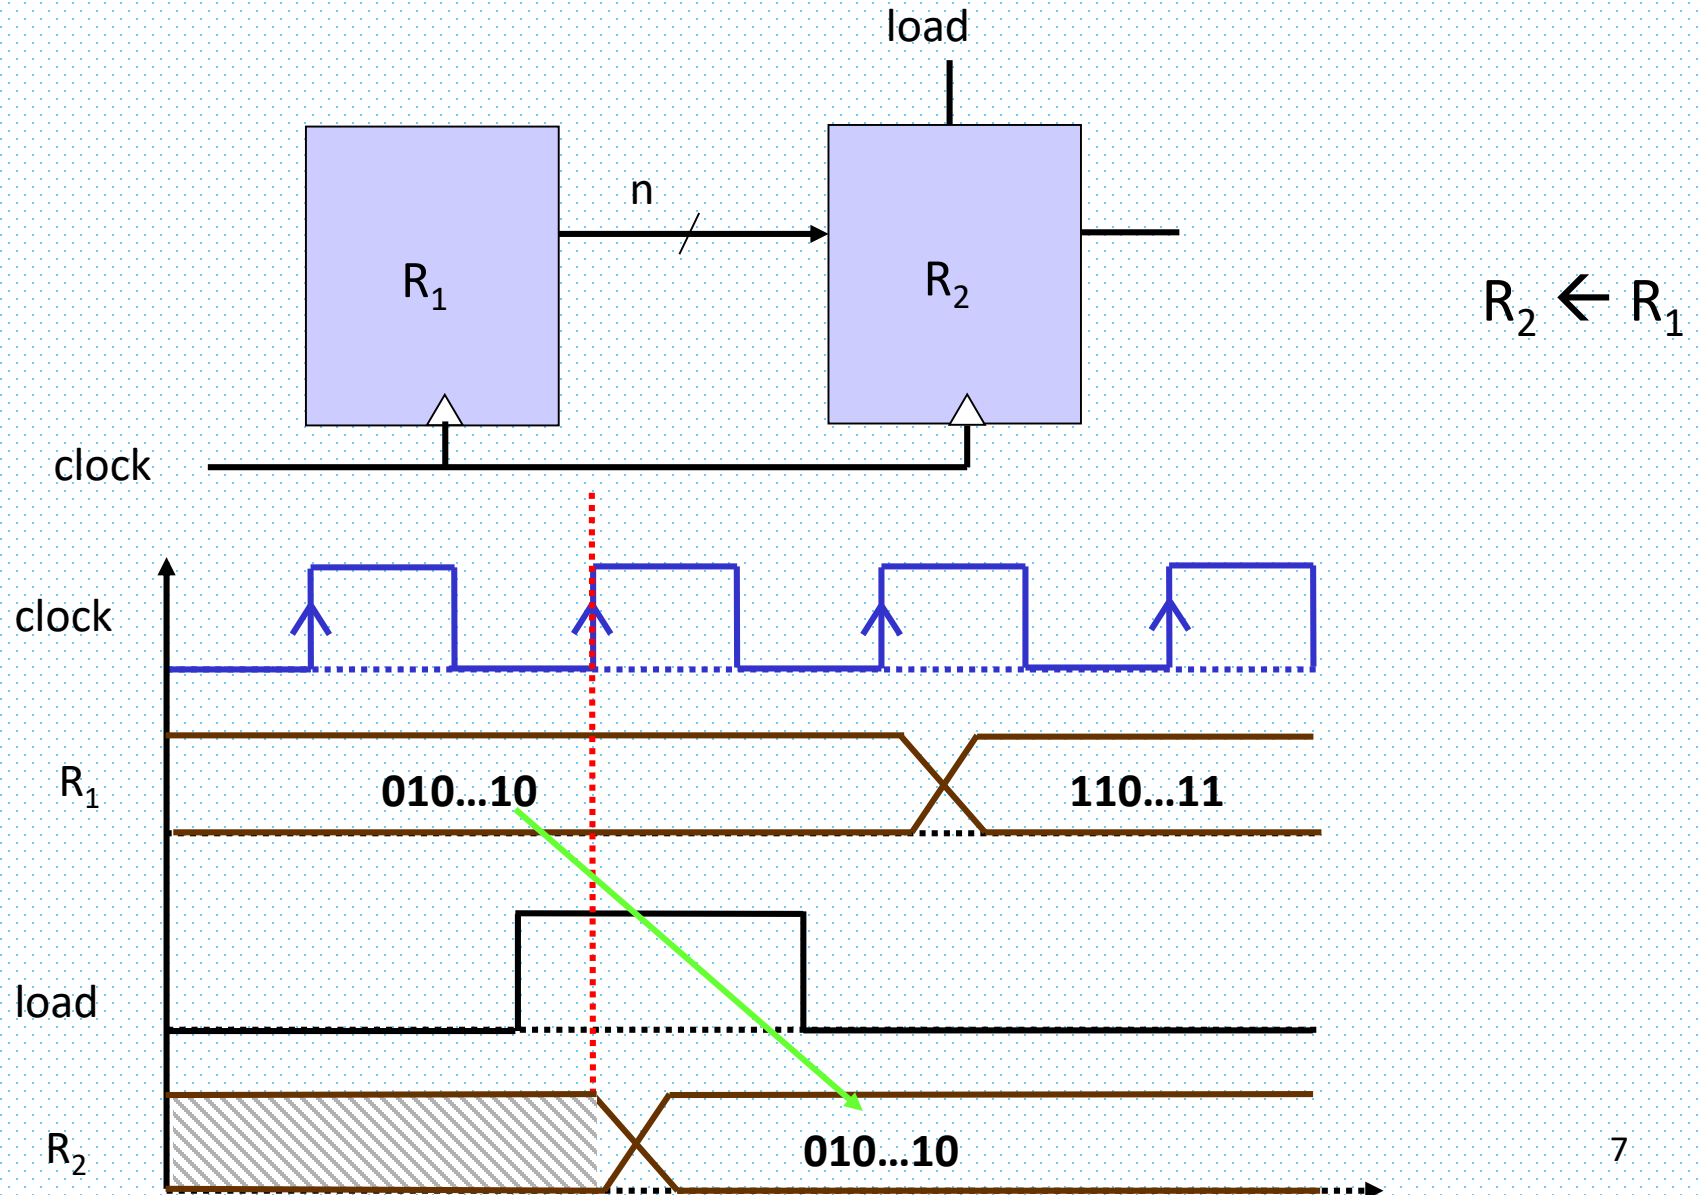 load
n
R₁
R₂
R₂ ← R₁
clock
clock
R₁
010...10
110...11
load
R₂
010...10
7